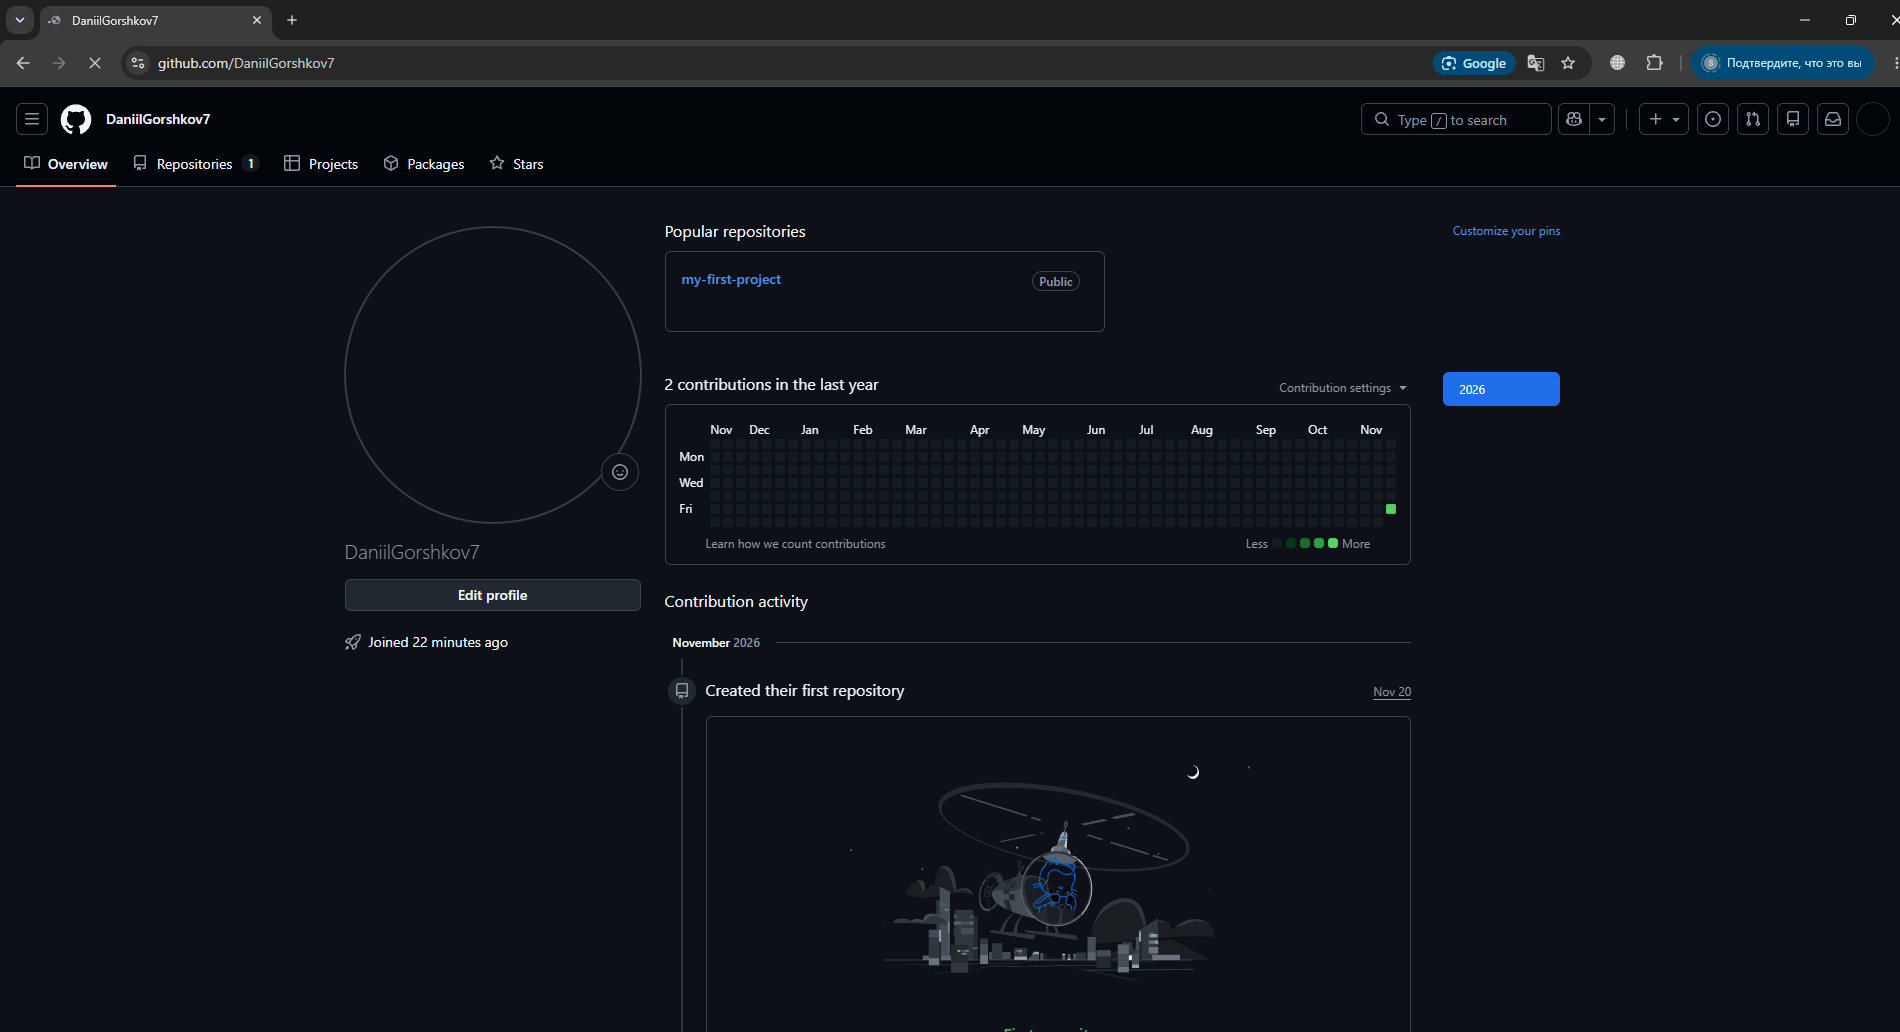 DaniilGorshkov7
github.com/DaniilGorshkov7
Google
Подтвердите, что это вы
DaniilGorshkov7
Type / to search
Overview
Repositories 1
Projects
Packages
Stars
Popular repositories
Customize your pins
my-first-project
Public
2 contributions in the last year
Contribution settings
2026
Nov Dec Jan Feb Mar Apr May Jun Jul Aug Sep Oct Nov
Mon
Wed
Fri
Learn how we count contributions
Less
More
DaniilGorshkov7
Edit profile
Joined 22 minutes ago
Contribution activity
November 2026
Created their first repository
Nov 20